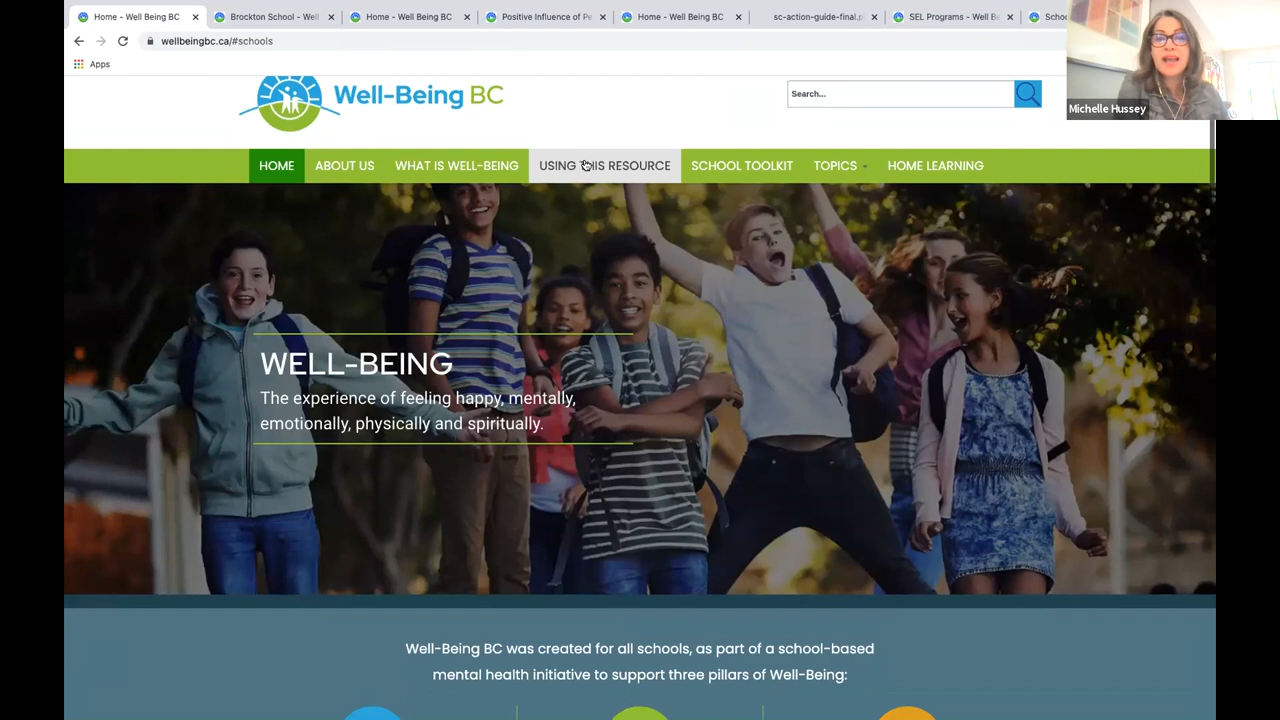 Home - Well Being BC
Brockton School - Well
Home - Well Being BC
Positive Influence of Pe
Home - Well Being BC
sc-action-guide-final.p
SEL Programs - Well Be
Schoo
wellbeingbc.ca/#schools
Apps
Well-Being BC
Search...
Michelle Hussey
HOME
ABOUT US
WHAT IS WELL-BEING
USING THIS RESOURCE
SCHOOL TOOLKIT
TOPICS
HOME LEARNING
WELL-BEING
The experience of feeling happy, mentally,
emotionally, physically and spiritually.
Well-Being BC was created for all schools, as part of a school-based
mental health initiative to support three pillars of Well-Being: